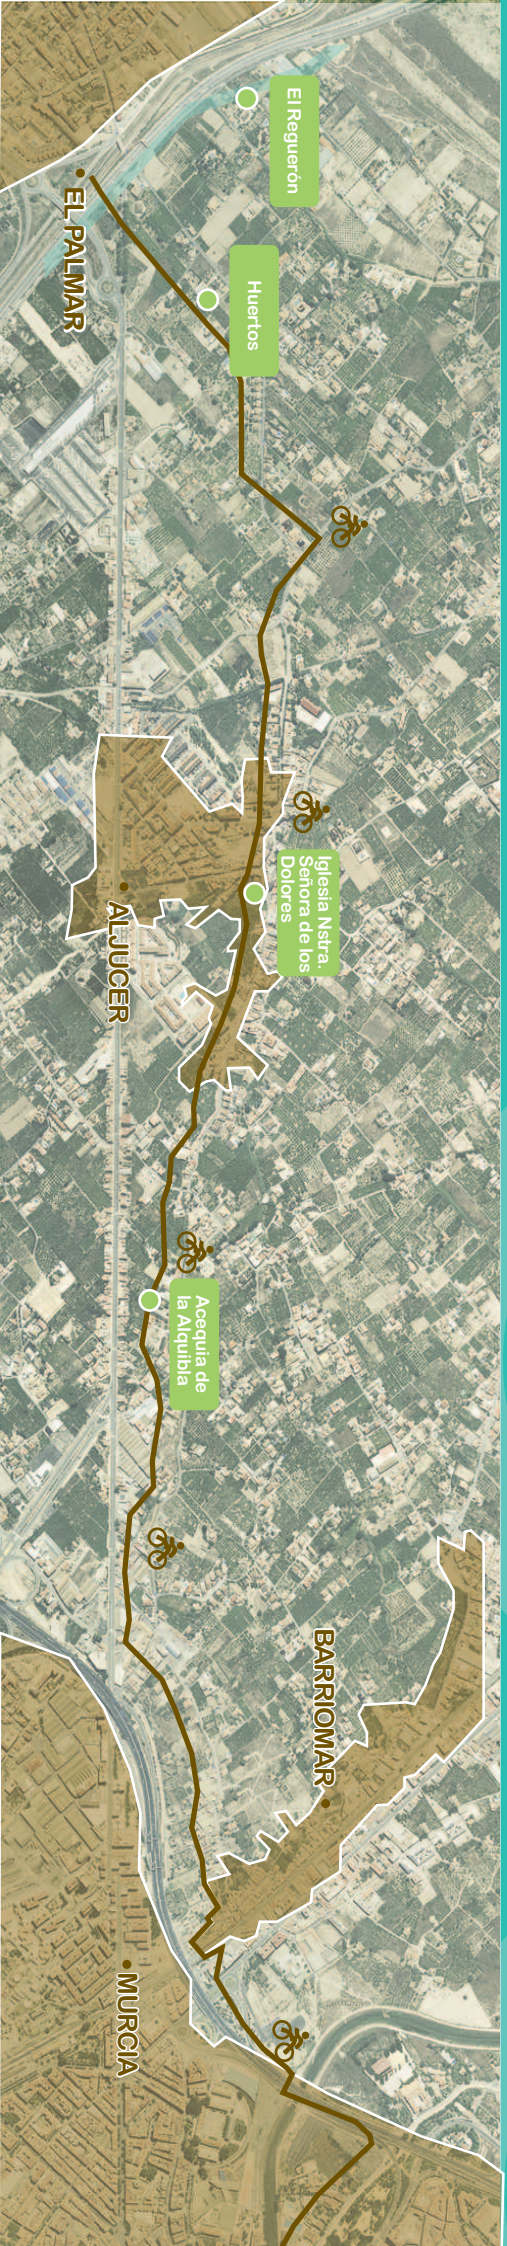 El Reguerón
EL PALMAR
Huertos
Iglesia Nstra.
Señora de los
Dolores
ALJUCER
Acequia de
la Alquibla
BARRIOMAR
MURCIA